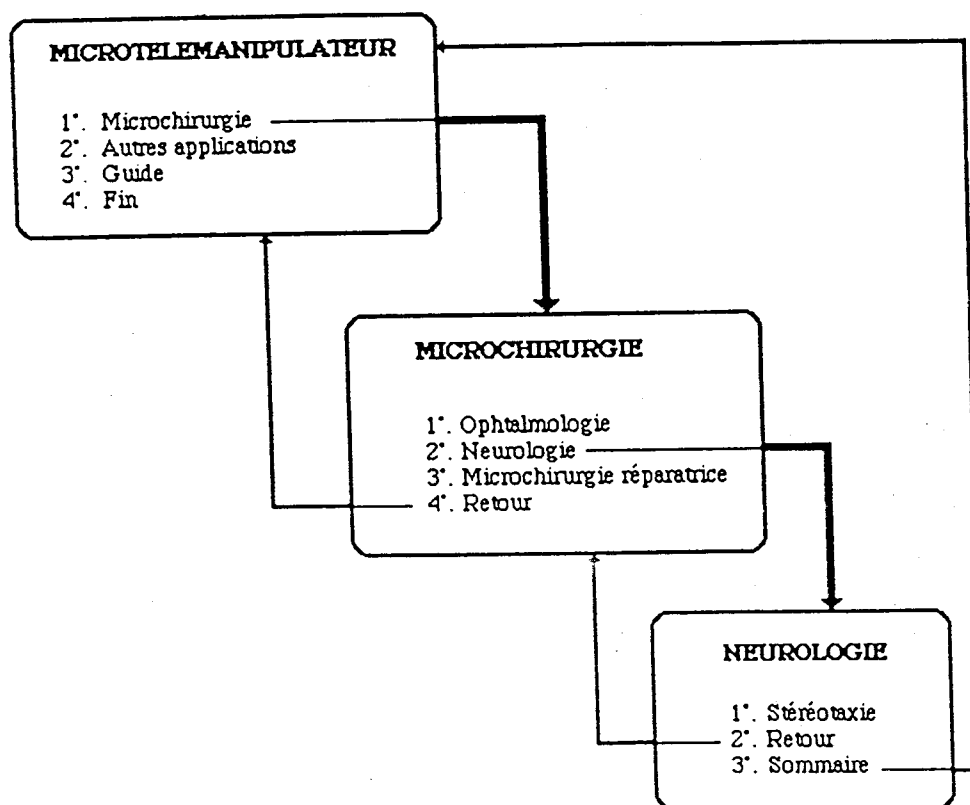 MICROTELEMANIPULATEUR
1°. Microchirurgie
2°. Autres applications
3°. Guide
4°. Fin
MICROCHIRURGIE
1°. Ophtalmologie
2°. Neurologie
3°. Microchirurgie réparatrice
4°. Retour
NEUROLOGIE
1°. Stéréotaxie
2°. Retour
3°. Sommaire